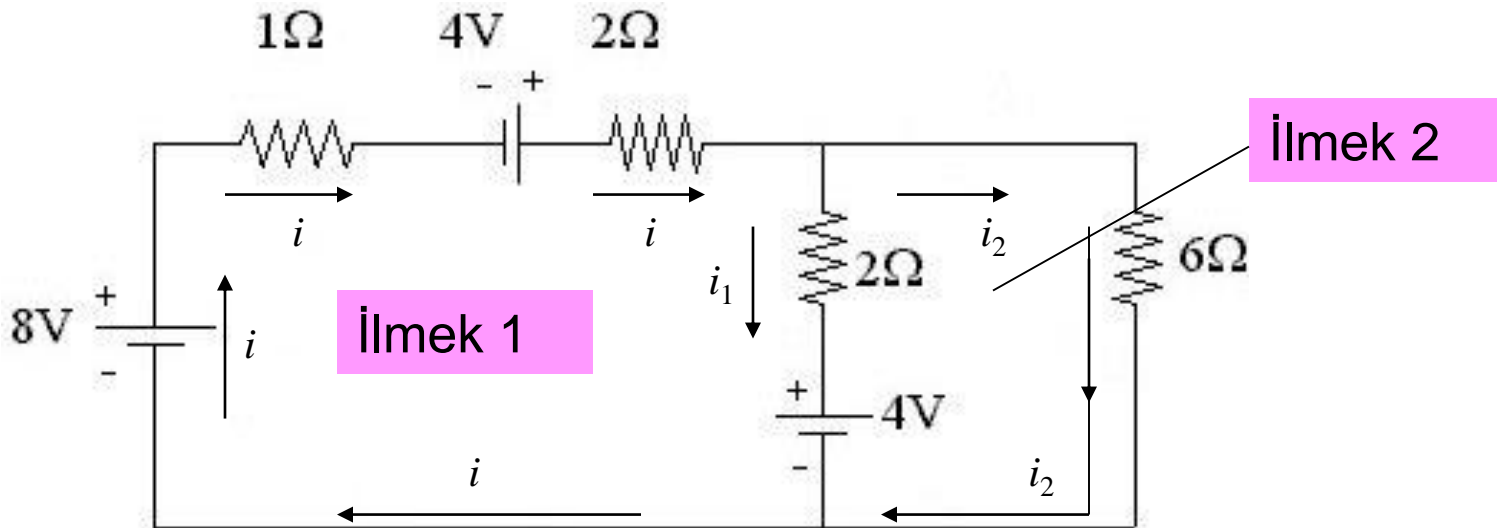 1Ω 4V 2Ω
- +
İlmek 2
i i i₂
i₁ 2Ω 6Ω
+
8V i İlmek 1
-
+
4V
-
i i₂